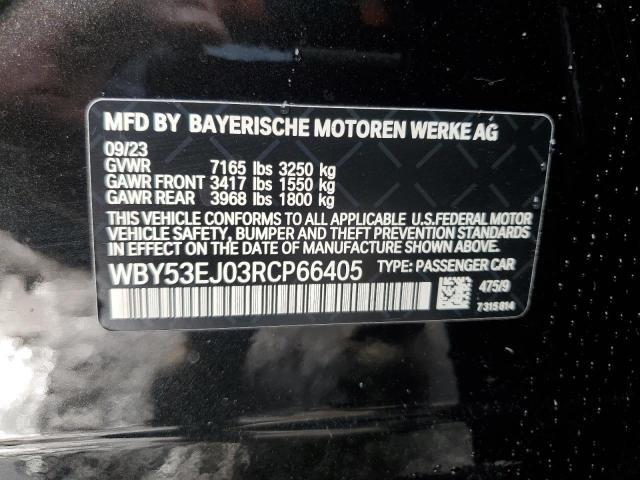 MFD BY BAYERISCHE MOTOREN WERKE AG
09/23
GVWR 7165 lbs 3250 kg
GAWR FRONT 3417 lbs 1550 kg
GAWR REAR 3968 lbs 1800 kg
THIS VEHICLE CONFORMS TO ALL APPLICABLE U.S.FEDERAL MOTOR
VEHICLE SAFETY, BUMPER AND THEFT PREVENTION STANDARDS
IN EFFECT ON THE DATE OF MANUFACTURE SHOWN ABOVE.
WBY53EJ03RCP66405 TYPE: PASSENGER CAR
475/9
7315814